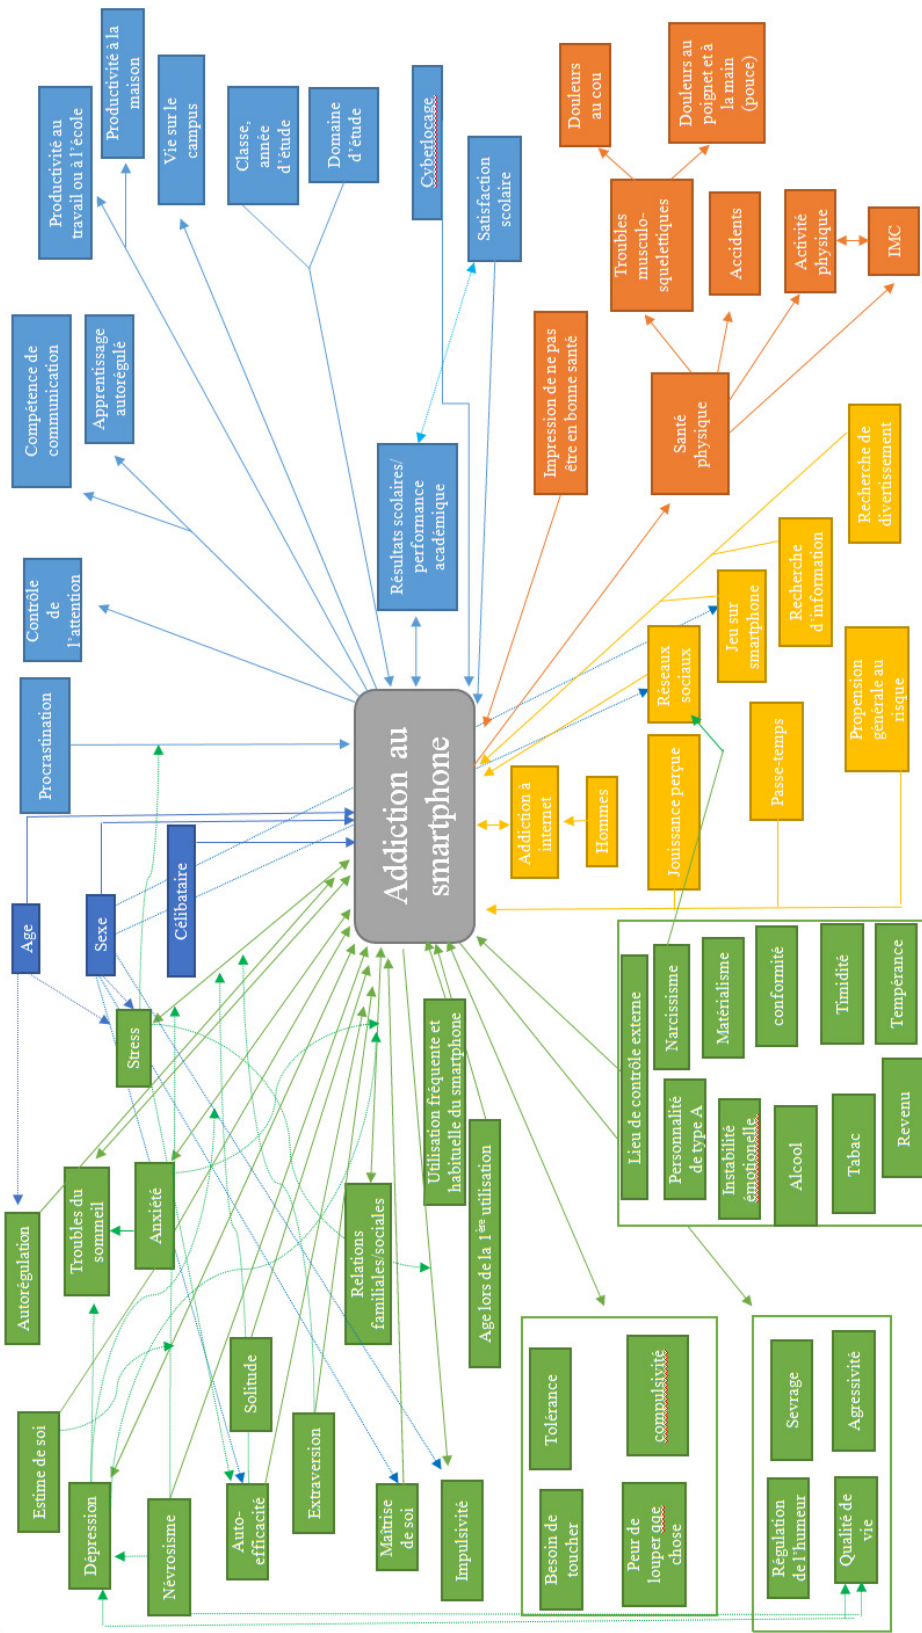 Estime de soi
Autorégulation
Age
Procrastination
Contrôle
de
l'attention
Compétence de
communication
Productivité au
travail ou à l'école
Productivité à la
maison
Dépression
Troubles du
sommeil
Stress
Sexe
Apprentissage
autorégulé
Vie sur le
campus
Névrosisme
Anxiété
Célibataire
Classe,
année
d'étude
Auto-
efficacité
Solitude
Domaine
d'étude
Extraversion
Relations
familiales/sociales
Addiction au
smartphone
Résultats scolaires/
performance
académique
Cyberlocage
Maîtrise
de soi
Utilisation fréquente et
habituelle du smartphone
Satisfaction
scolaire
Impulsivité
Age lors de la 1ère utilisation
Addiction à
internet
Impression de ne pas
être en bonne santé
Douleurs
au cou
Besoin de
toucher
Tolérance
Hommes
Troubles
musculo-
squelettiques
Peur de
louper qqe
chose
compulsivité
Lieu de contrôle externe
Jouissance perçue
Réseaux
sociaux
Santé
physique
Douleurs au
poignet et à
la main
(pouce)
Personnalité
de type A
Narcissisme
Jeu sur
smartphone
Accidents
Instabilité
émotionelle
Matérialisme
Passe-temps
Recherche
d'information
Activité
physique
Régulation
de l'humeur
Sevrage
Alcool
conformité
Propension
générale au
risque
Recherche de
divertissement
IMC
Qualité de
vie
Agressivité
Tabac
Timidité
Revenu
Tempérance